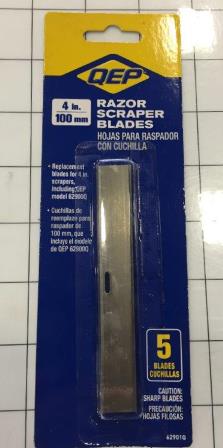 QEP
4 in.
100 mm
RAZOR
SCRAPER
BLADES
HOJAS PARA RASPADOR
CON CUCHILLA
• Replacement
blades for 4 in.
scrapers,
including QEP
model 62900Q
• Cuchillas de
reemplazo para
raspador de
100 mm, que
incluye el modelo
de QEP 62900Q
5
BLADES
CUCHILLAS
CAUTION:
SHARP BLADES
PRECAUCIÓN:
HOJAS FILOSAS
62901Q